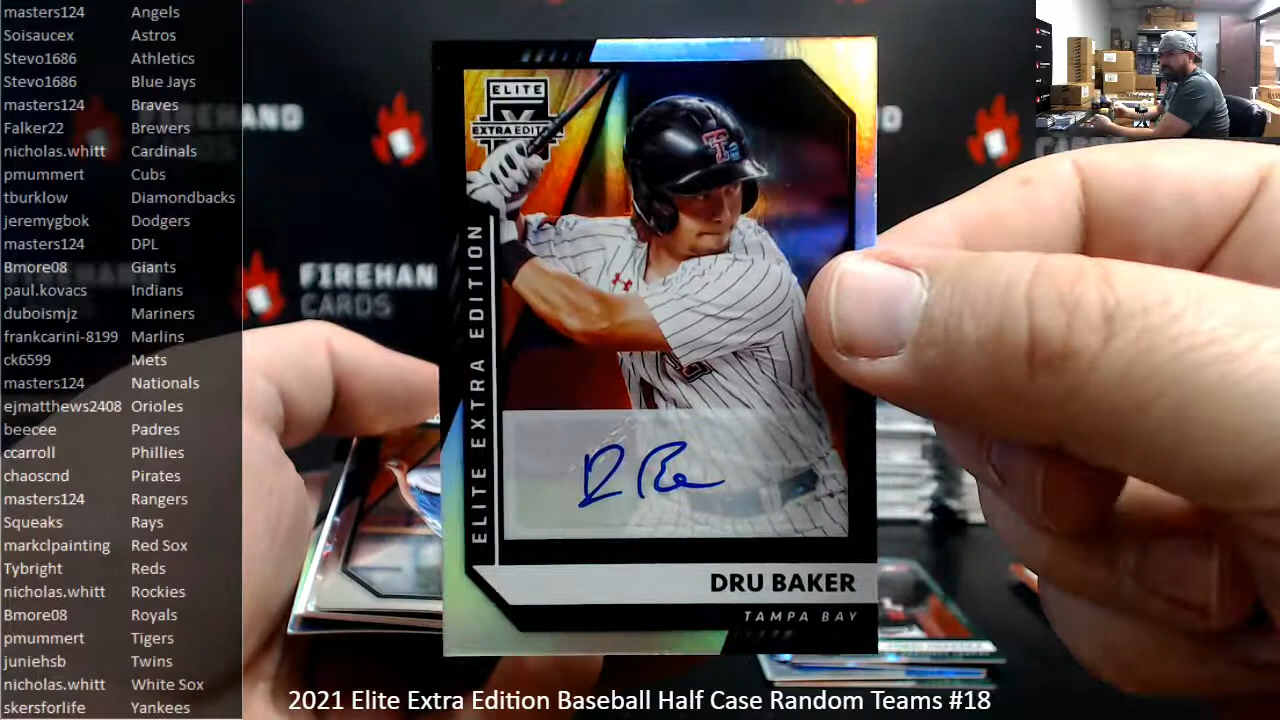 masters124 Angels
Soisaucex Astros
Stevo1686 Athletics
Stevo1686 Blue Jays
masters124 Braves
Falker22 Brewers
nicholas.whitt Cardinals
pmummert Cubs
tburklow Diamondbacks
jeremygbok Dodgers
masters124 DPL
Bmore08 Giants
paul.kovacs Indians
duboismjz Mariners
frankcarini-8199 Marlins
ck6599 Mets
masters124 Nationals
ejmatthews2408 Orioles
beecee Padres
ccarroll Phillies
chaoscnd Pirates
masters124 Rangers
Squeaks Rays
markclpainting Red Sox
Tybright Reds
nicholas.whitt Rockies
Bmore08 Royals
pmummert Tigers
juniehsb Twins
nicholas.whitt White Sox
skersforlife Yankees
FIREHAN
CARDS
ELITE
EXTRA EDITION
ELITE EXTRA EDITION
DRU BAKER
TAMPA BAY
2021 Elite Extra Edition Baseball Half Case Random Teams #18